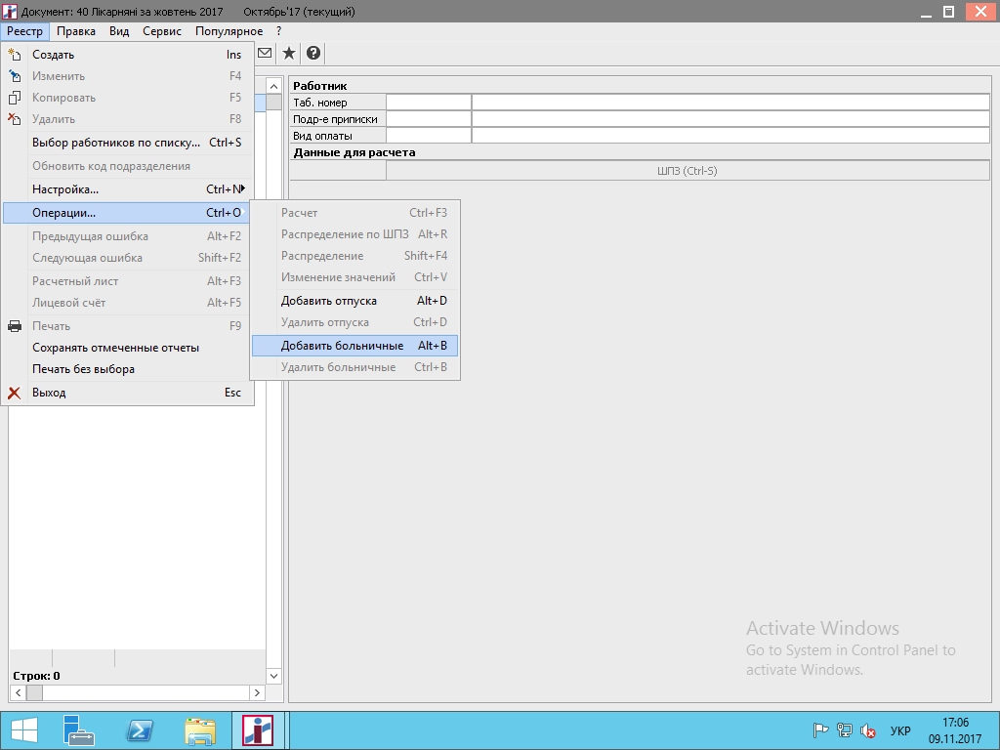 Документ: 40 Лікарняні за жовтень 2017 Октябрь'17 (текущий)
Реестр Правка Вид Сервис Популярное ?
Создать Ins
Изменить F4
Копировать F5
Удалить F8
Выбор работников по списку... Ctrl+S
Обновить код подразделения
Настройка... Ctrl+N
Операции... Ctrl+O
Предыдущая ошибка Alt+F2
Следующая ошибка Shift+F2
Расчетный лист Alt+F3
Лицевой счёт Alt+F5
Печать F9
Сохранять отмеченные отчеты
Печать без выбора
Выход Esc
Расчет Ctrl+F3
Распределение по ШПЗ Alt+R
Распределение Shift+F4
Изменение значений Ctrl+V
Добавить отпуска Alt+D
Удалить отпуска Ctrl+D
Добавить больничные Alt+B
Удалить больничные Ctrl+B
Работник
Таб. номер
Подр-е приписки
Вид оплаты
Данные для расчета
ШПЗ (Ctrl-S)
Строк: 0
Activate Windows
Go to System in Control Panel to
activate Windows.
УКР
17:06
09.11.2017